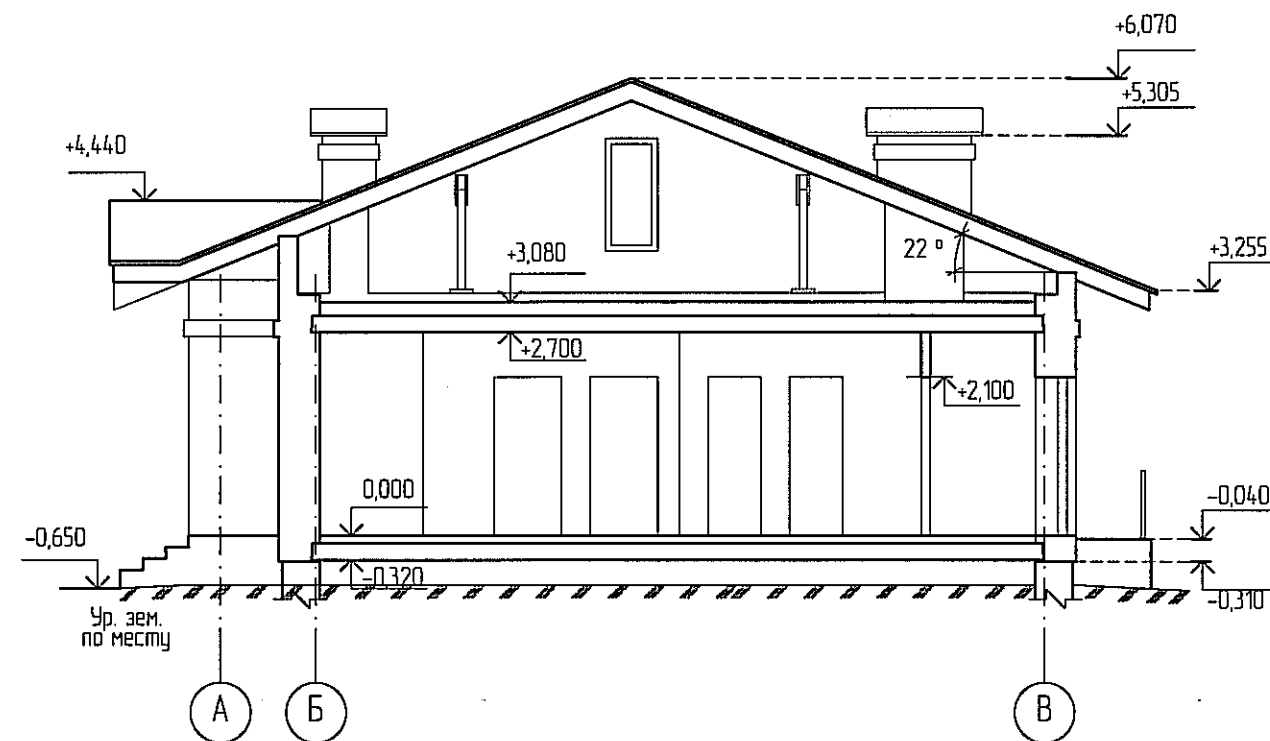 +6,070
+5,305
+4,440
+3,255
22°
+3,080
+2,700
+2,100
0,000
-0,040
-0,650
-0,320
-0,310
Ур. зем.
по месту
А
Б
В